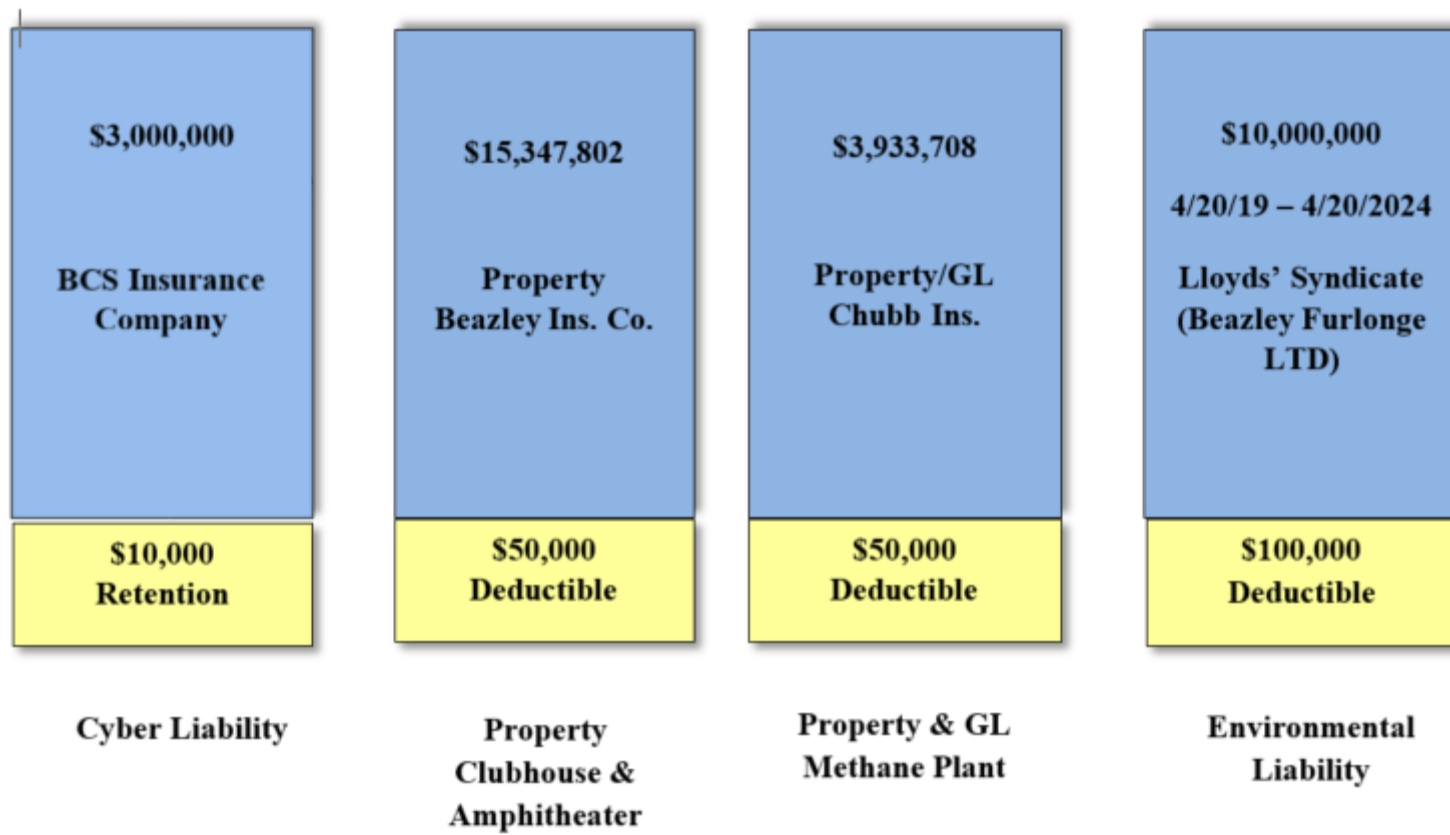 $3,000,000
BCS Insurance
Company
$10,000
Retention
Cyber Liability
$15,347,802
Property
Beazley Ins. Co.
$50,000
Deductible
Property
Clubhouse &
Amphitheater
$3,933,708
Property/GL
Chubb Ins.
$50,000
Deductible
Property & GL
Methane Plant
$10,000,000
4/20/19 – 4/20/2024
Lloyds’ Syndicate
(Beazley Furlonge
LTD)
$100,000
Deductible
Environmental
Liability